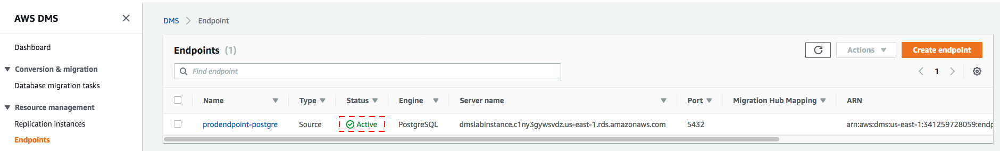 AWS DMS
Dashboard
Conversion & migration
Database migration tasks
Resource management
Replication instances
Endpoints
DMS Endpoint
Endpoints (1)
Actions
Create endpoint
Find endpoint
1
Name Type Status Engine Server name Port Migration Hub Mapping ARN
prodendpoint-postgre Source Active PostgreSQL dmslabinstance.c1ny3gywsvdz.us-east-1.rds.amazonaws.com 5432 arn:aws:dms:us-east-1:341259728059:endp